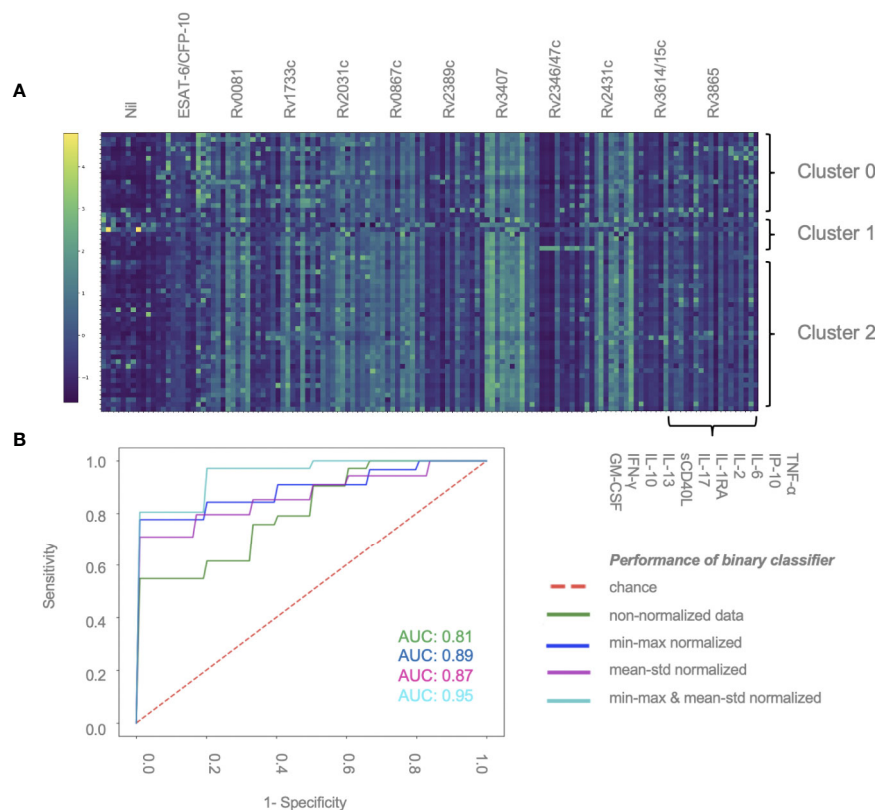 A
Nil
ESAT-6/CFP-10
Rv0081
Rv1733c
Rv2031c
Rv0867c
Rv2389c
Rv3407
Rv2346/47c
Rv2431c
Rv3614/15c
Rv3865
4
3
2
1
0
−1
Cluster 0
Cluster 1
Cluster 2
GM-CSF
IFN-γ
IL-10
IL-13
sCD40L
IL-17
IL-1RA
IL-2
IL-6
IP-10
TNF-α
B
Sensitivity
1.0
0.8
0.6
0.4
0.2
0.0
AUC: 0.81
AUC: 0.89
AUC: 0.87
AUC: 0.95
0.0
0.2
0.4
0.6
0.8
1.0
1- Specificity
Performance of binary classifier
chance
non-normalized data
min-max normalized
mean-std normalized
min-max & mean-std normalized